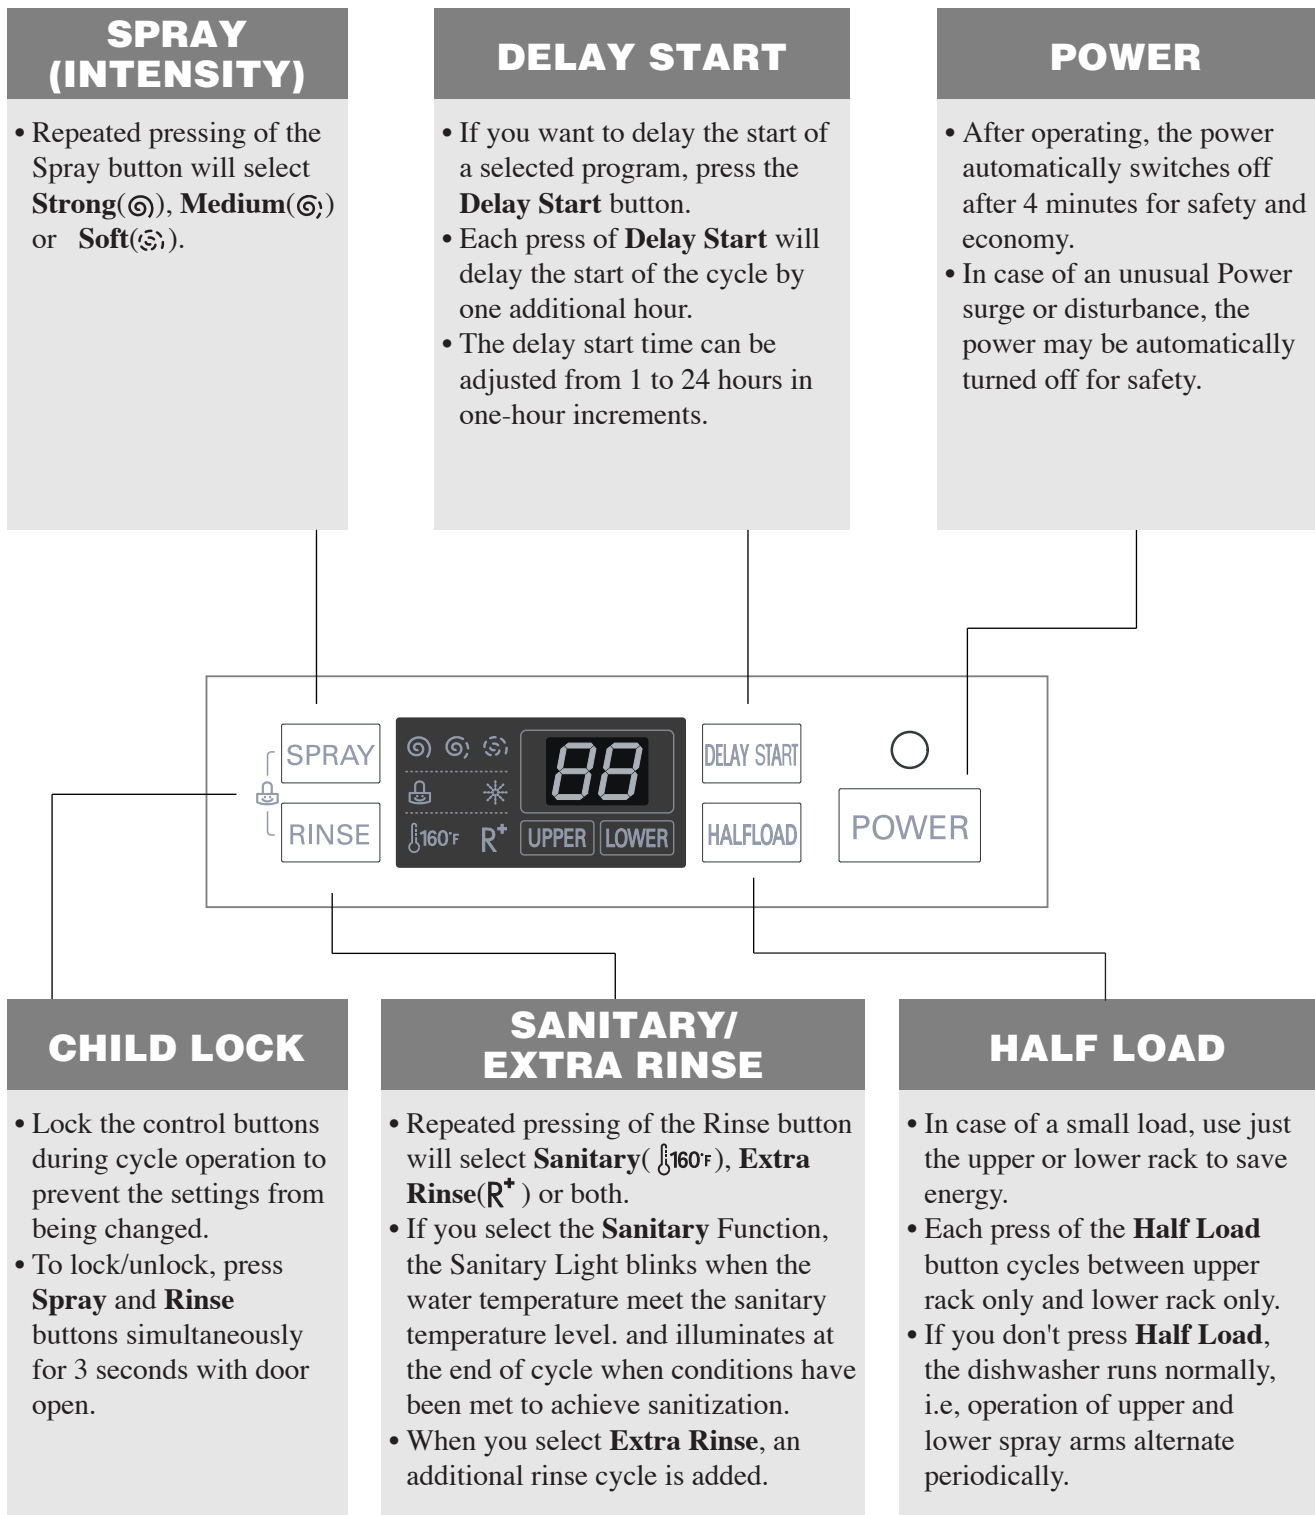 SPRAY
(INTENSITY)
• Repeated pressing of the
Spray button will select
Strong( ), Medium( )
or Soft( ).
DELAY START
• If you want to delay the start of
a selected program, press the
Delay Start button.
• Each press of Delay Start will
delay the start of the cycle by
one additional hour.
• The delay start time can be
adjusted from 1 to 24 hours in
one-hour increments.
POWER
• After operating, the power
automatically switches off
after 4 minutes for safety and
economy.
• In case of an unusual Power
surge or disturbance, the
power may be automatically
turned off for safety.
SPRAY
RINSE
88
160°F R+ UPPER LOWER
DELAY START
HALFLOAD
POWER
CHILD LOCK
• Lock the control buttons
during cycle operation to
prevent the settings from
being changed.
• To lock/unlock, press
Spray and Rinse
buttons simultaneously
for 3 seconds with door
open.
SANITARY/
EXTRA RINSE
• Repeated pressing of the Rinse button
will select Sanitary( 160°F), Extra
Rinse(R+ ) or both.
• If you select the Sanitary Function,
the Sanitary Light blinks when the
water temperature meet the sanitary
temperature level. and illuminates at
the end of cycle when conditions have
been met to achieve sanitization.
• When you select Extra Rinse, an
additional rinse cycle is added.
HALF LOAD
• In case of a small load, use just
the upper or lower rack to save
energy.
• Each press of the Half Load
button cycles between upper
rack only and lower rack only.
• If you don't press Half Load,
the dishwasher runs normally,
i.e, operation of upper and
lower spray arms alternate
periodically.